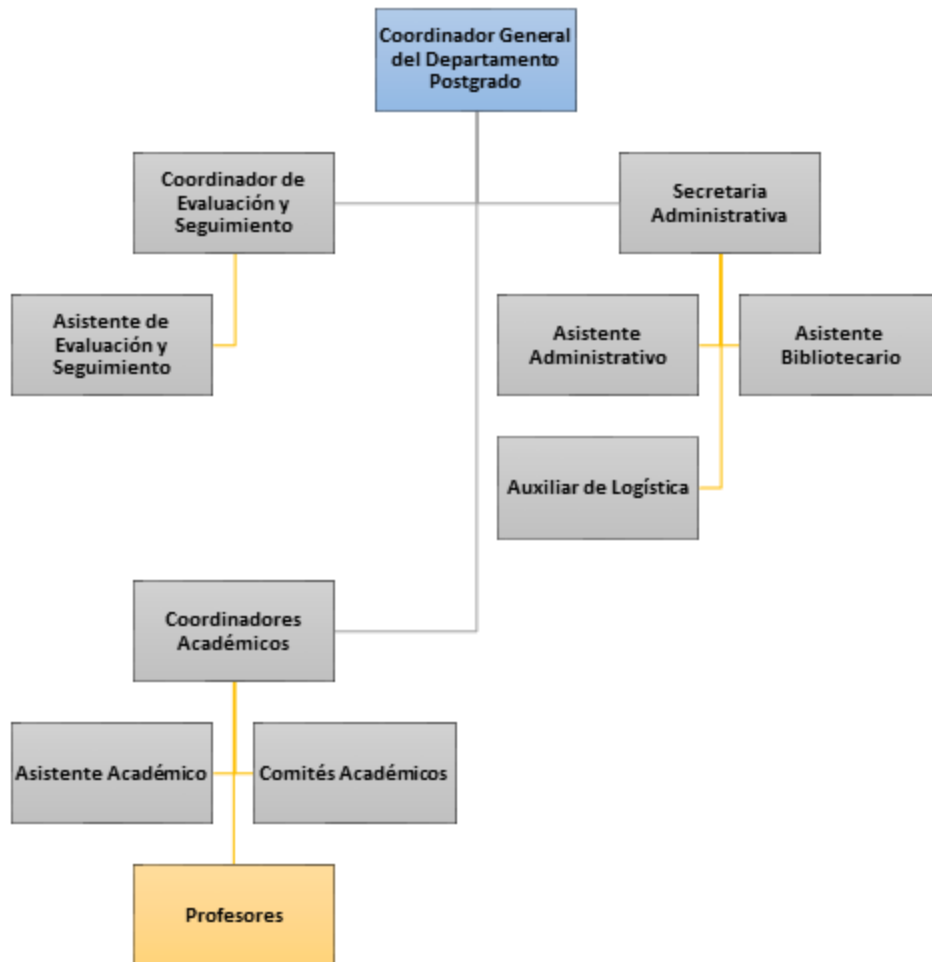 Coordinador General
del Departamento
Postgrado
Coordinador de
Evaluación y
Seguimiento
Secretaria
Administrativa
Asistente de
Evaluación y
Seguimiento
Asistente
Administrativo
Asistente
Bibliotecario
Auxiliar de Logística
Coordinadores
Académicos
Asistente Académico
Comités Académicos
Profesores